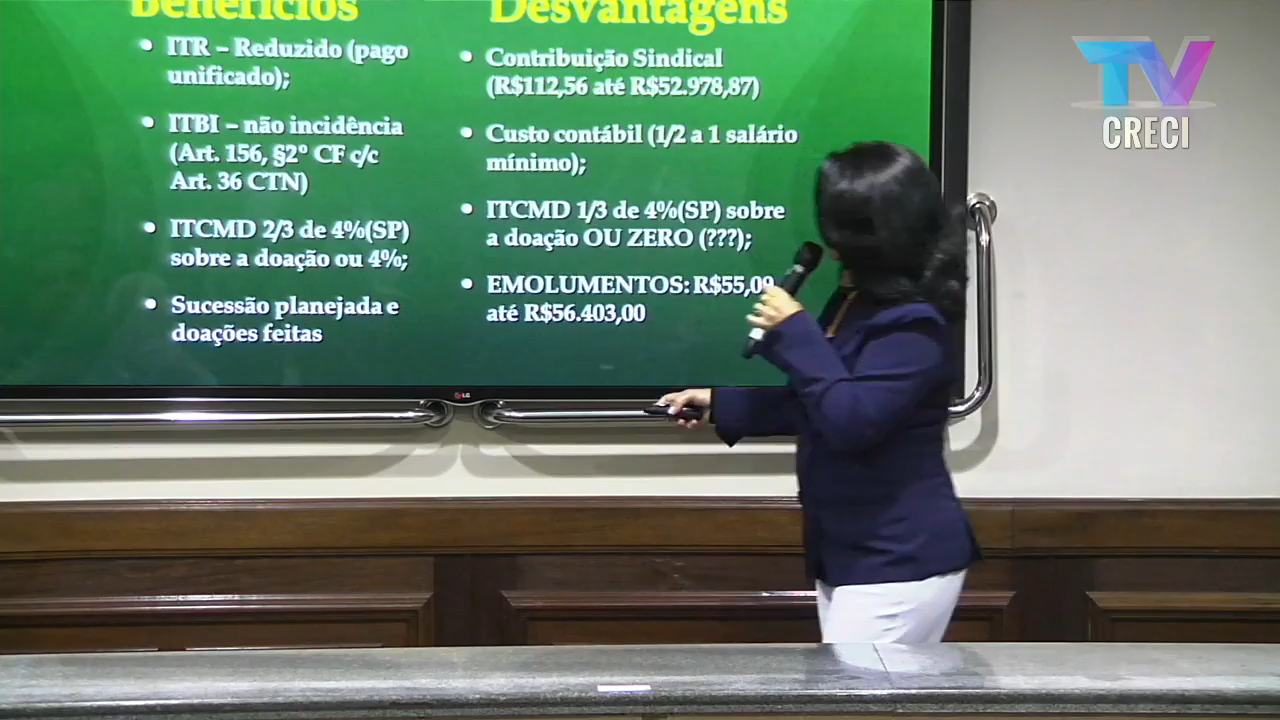 Benefícios
ITR – Reduzido (pago
unificado);
ITBI – não incidência
(Art. 156, §2º CF c/c
Art. 36 CTN)
ITCMD 2/3 de 4%(SP)
sobre a doação ou 4%;
Sucessão planejada e
doações feitas
Desvantagens
Contribuição Sindical
(R$112,56 até R$52.978,87)
Custo contábil (1/2 a 1 salário
mínimo);
ITCMD 1/3 de 4%(SP) sobre
a doação OU ZERO (???);
EMOLUMENTOS: R$55,09
até R$56.403,00
TV
CRECI
LG